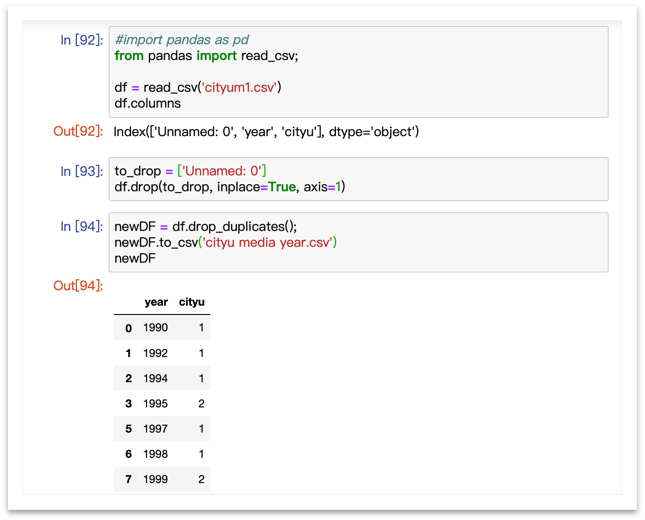 In [92]: #import pandas as pd
from pandas import read_csv;
df = read_csv('cityum1.csv')
df.columns
Out[92]: Index(['Unnamed: 0', 'year', 'cityu'], dtype='object')
In [93]: to_drop = ['Unnamed: 0']
df.drop(to_drop, inplace=True, axis=1)
In [94]: newDF = df.drop_duplicates();
newDF.to_csv('cityu media year.csv')
newDF
Out[94]:
year cityu
0 1990 1
1 1992 1
2 1994 1
3 1995 2
5 1997 1
6 1998 1
7 1999 2